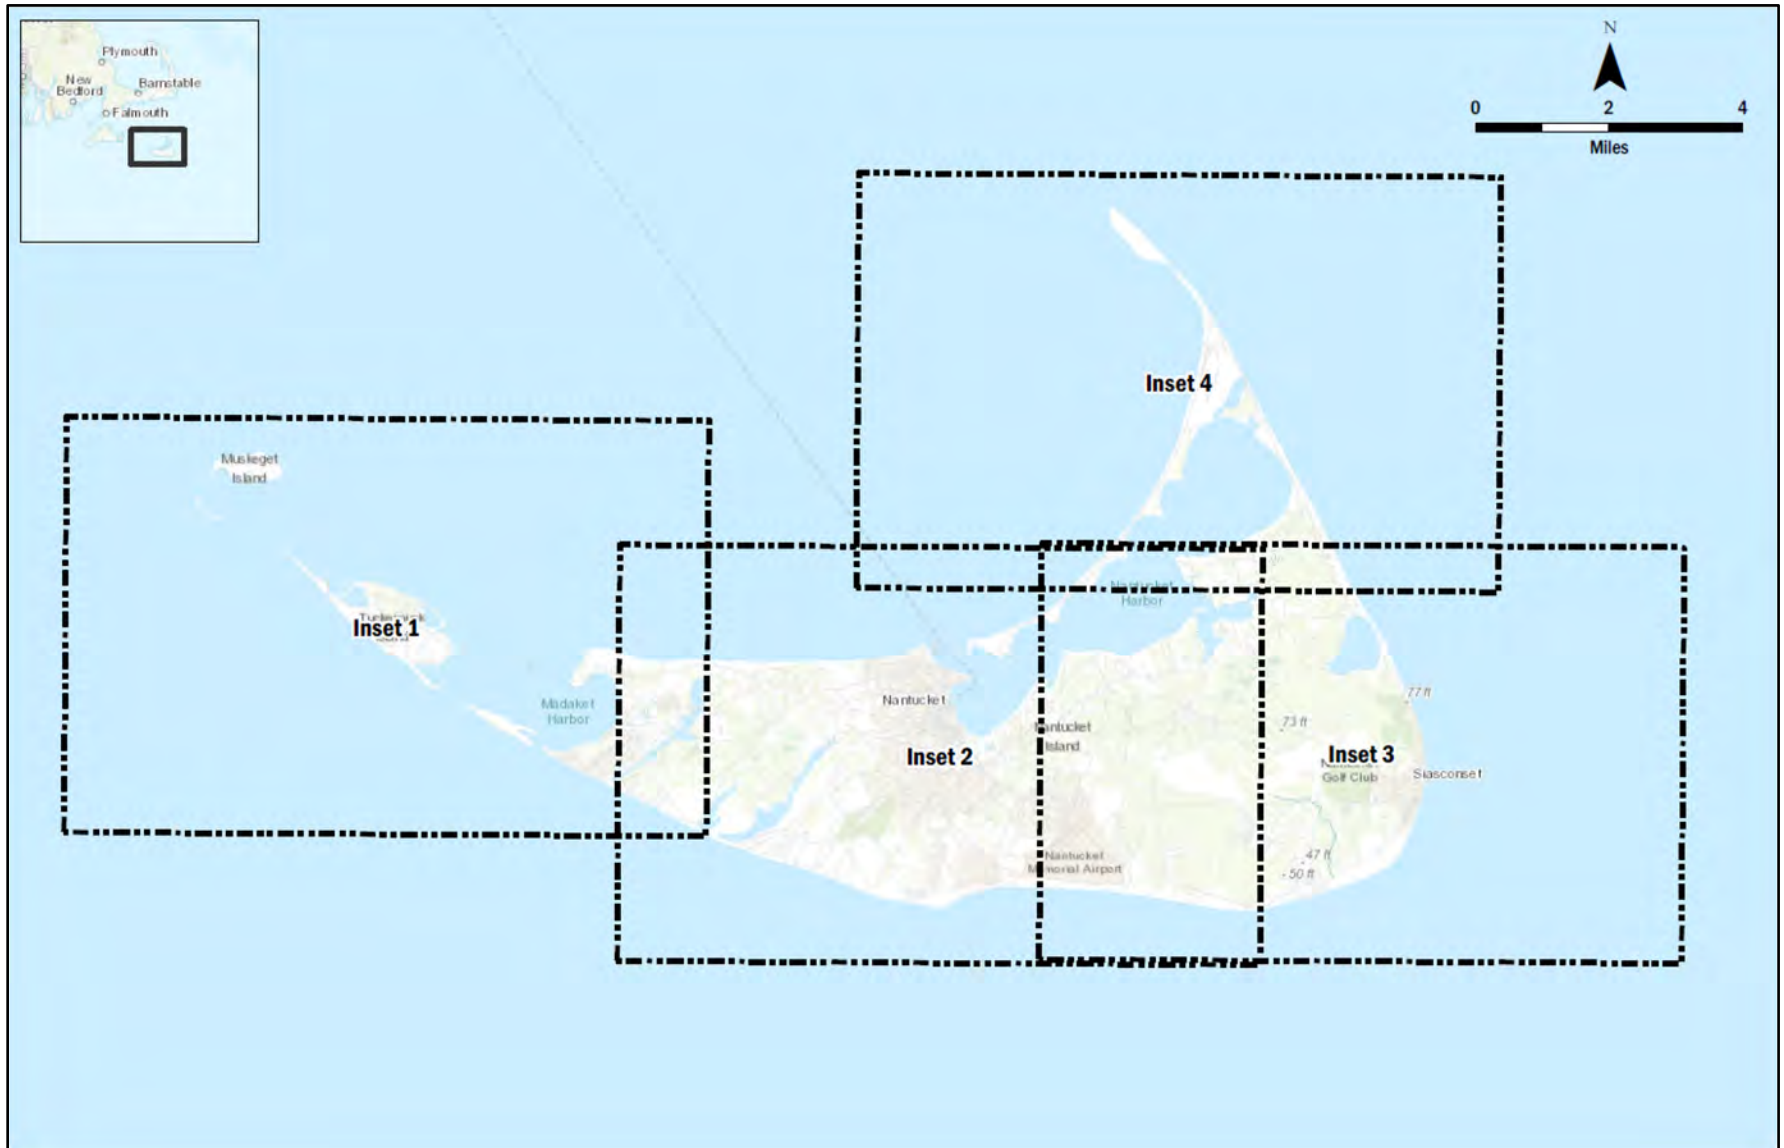 Plymouth
New
Bedford
Barnstable
Falmouth
N
0 2 4
Miles
Inset 4
Muskeget
Island
Inset 1
Nantucket
Harbor
Madaket
Harbor
Nantucket
77 ft
73 ft
Nantucket
Island
Inset 2
Inset 3
Golf Club
Siasconset
47 ft
50 ft
Nantucket
Memorial Airport